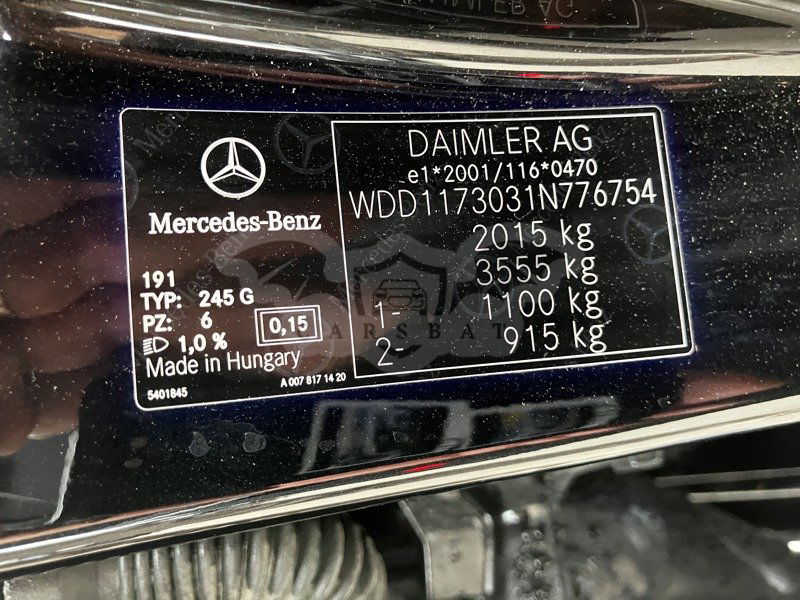 Mercedes-Benz
191
TYP: 245 G
PZ: 6
0,15
1,0 %
Made in Hungary
5401845
A 007 817 14 20
DAIMLER AG
e1*2001/116*0470
WDD1173031N776754
2015 kg
3555 kg
1- 1100 kg
2- 915 kg
CARSBAT